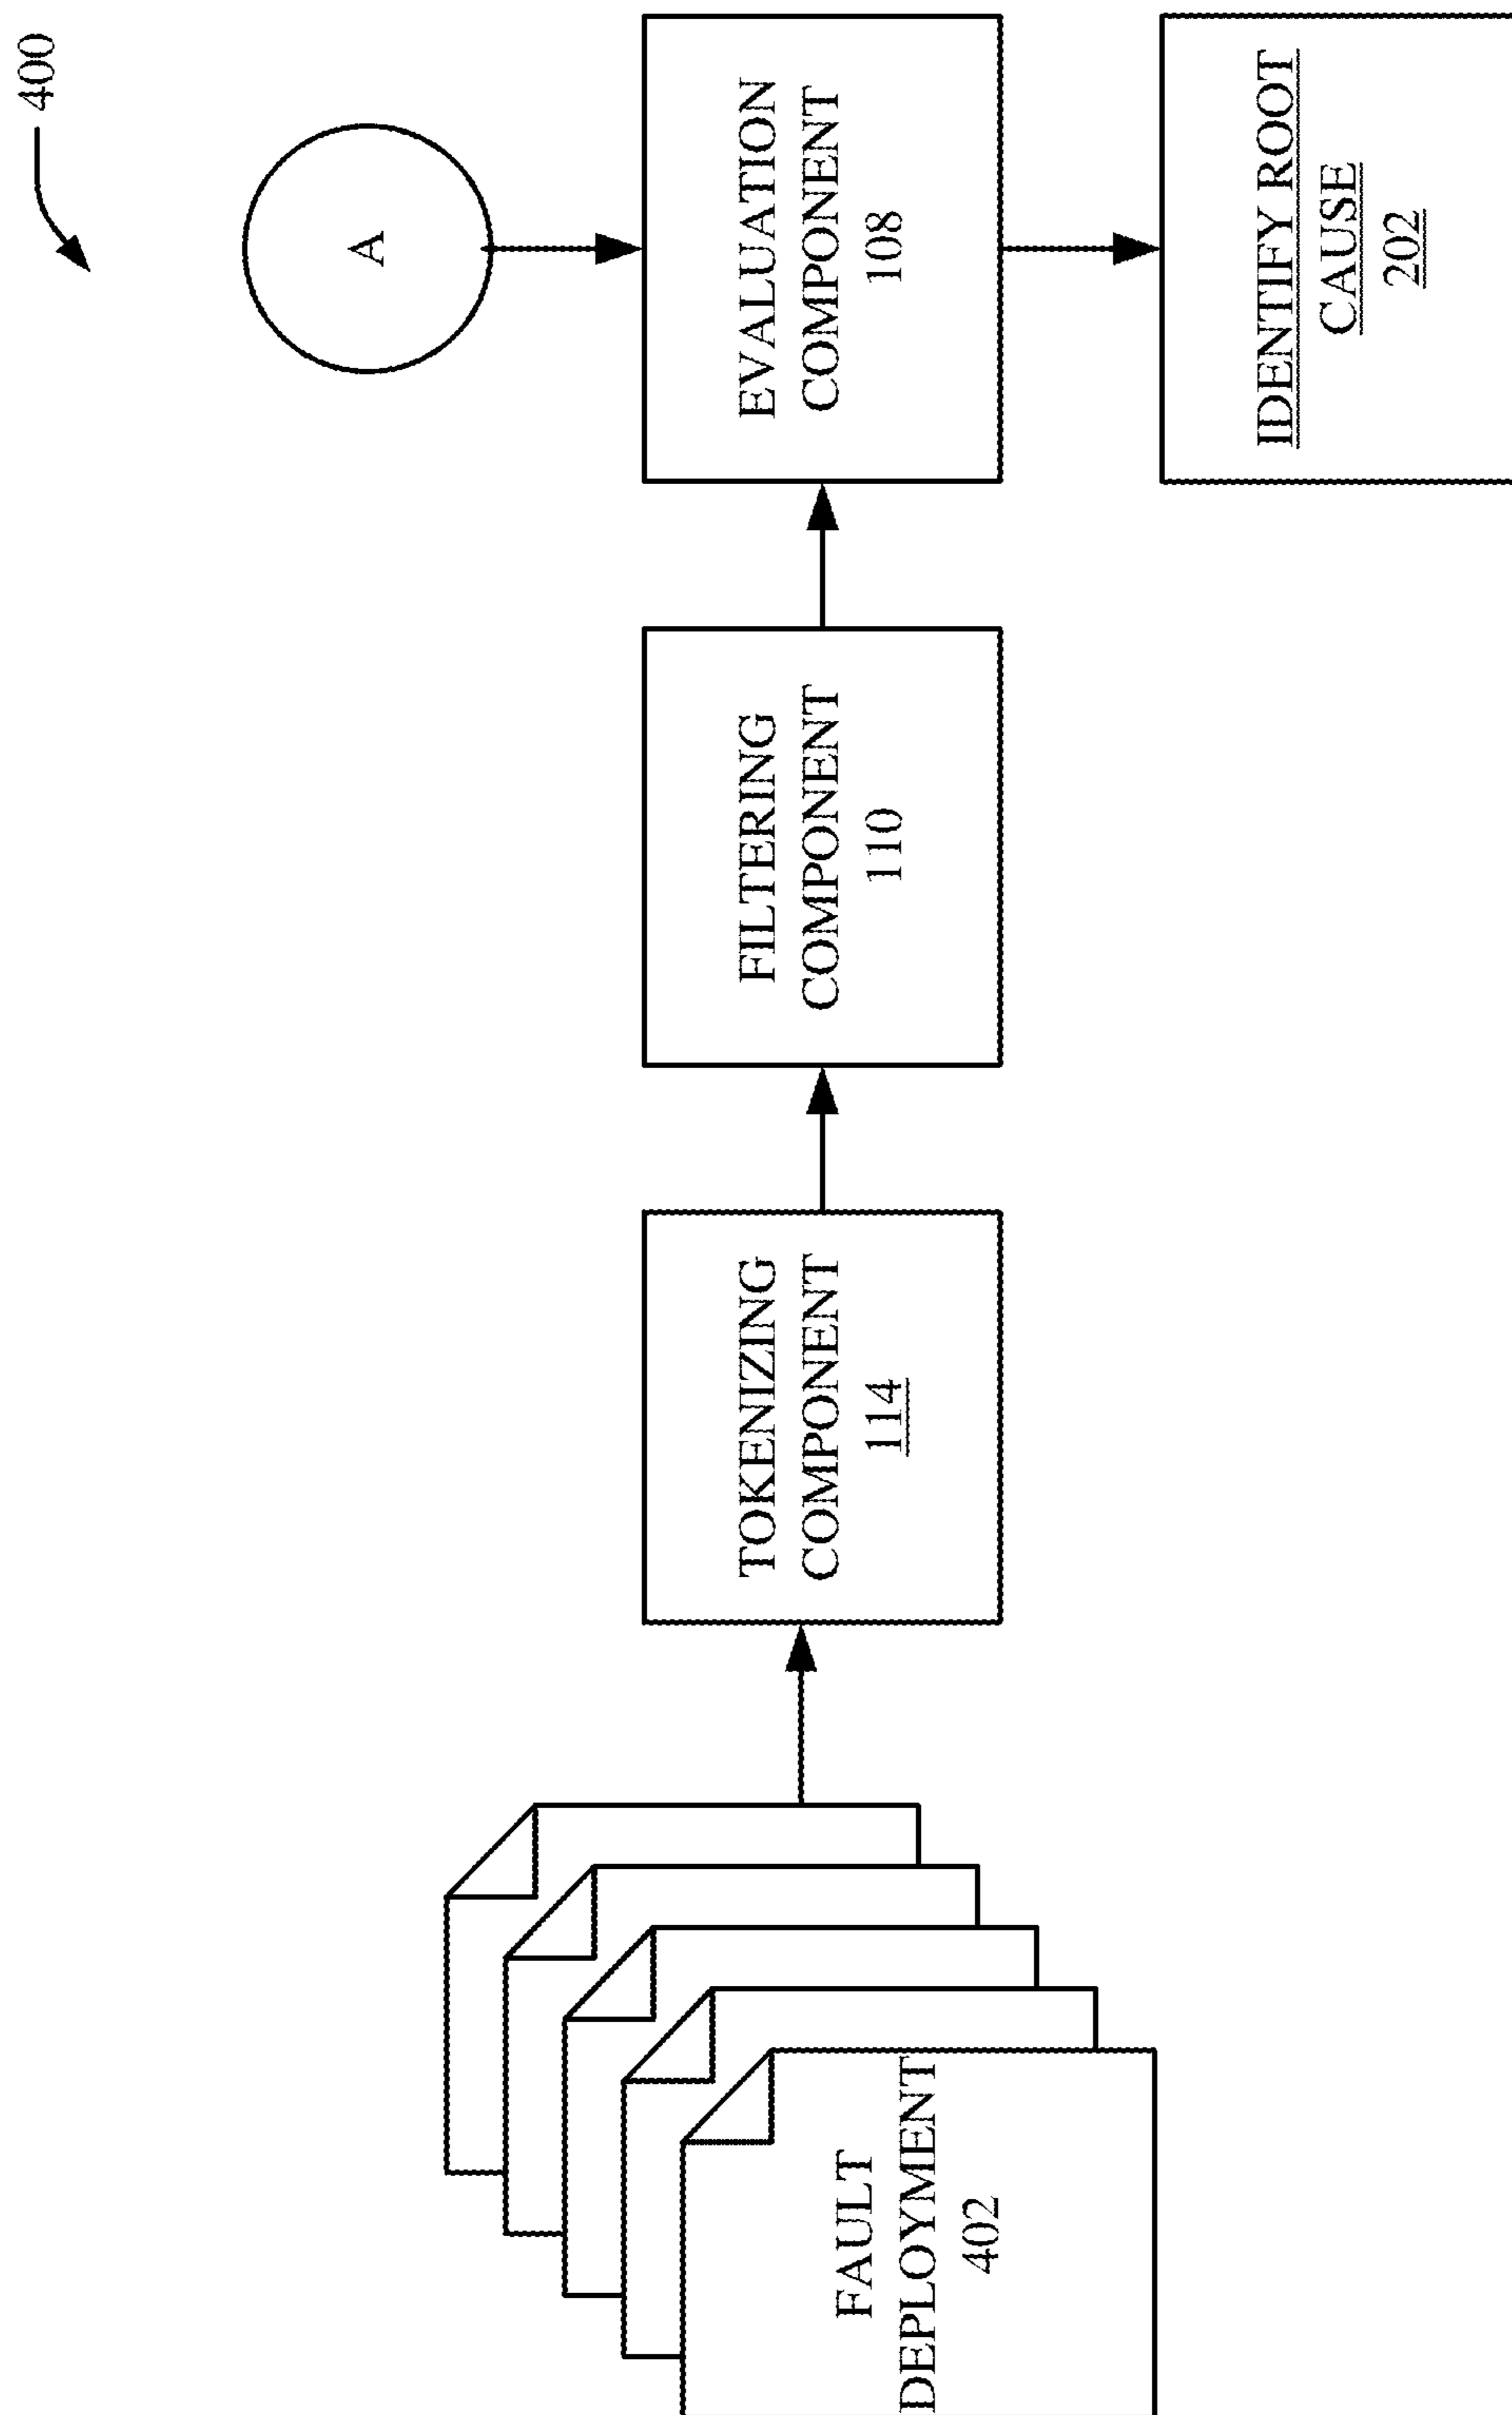 400
A
FAULT
DEPLOYMENT
402
TOKENIZING
COMPONENT
114
FILTERING
COMPONENT
110
EVALUATION
COMPONENT
108
IDENTIFY ROOT
CAUSE
202